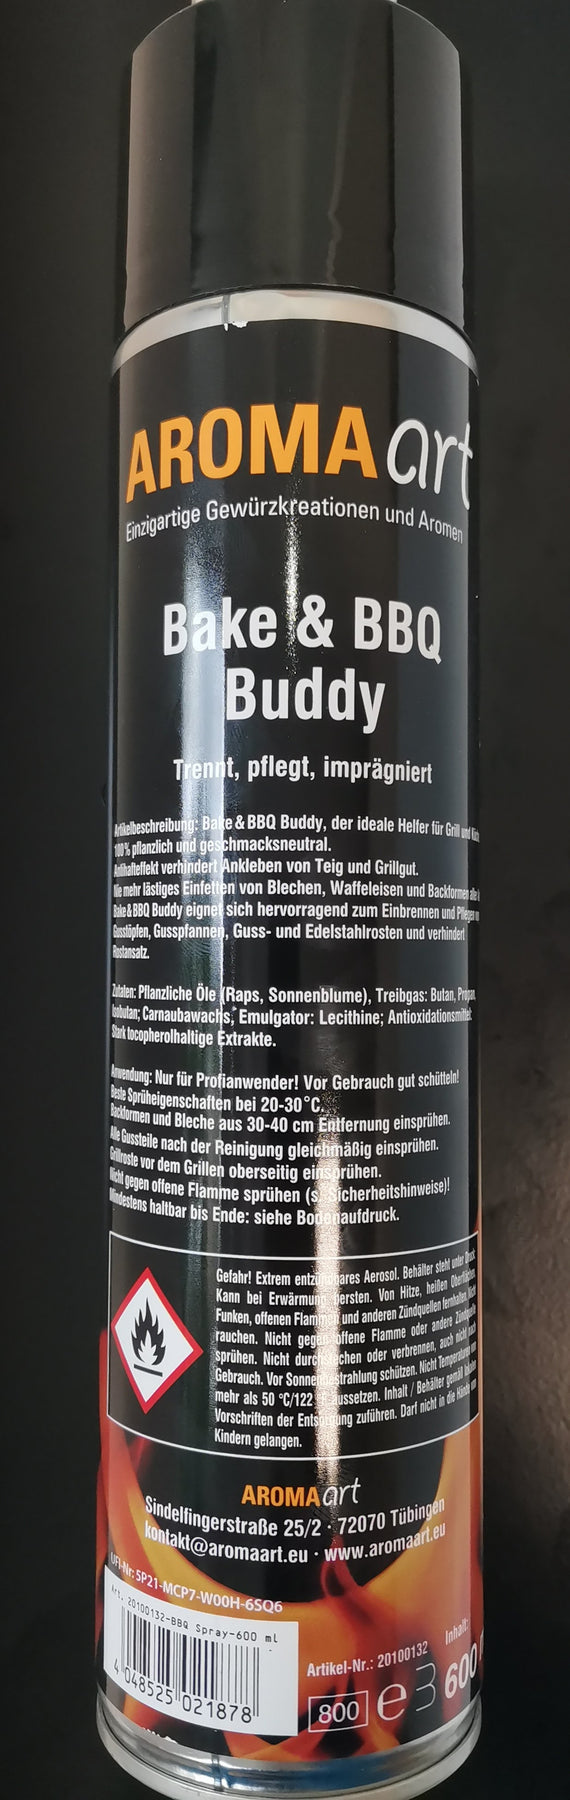 AROMA art
Einzigartige Gewürzkreationen und Aromen
Bake & BBQ
Buddy
Trennt, pflegt, imprägniert
Artikelbeschreibung: Bake & BBQ Buddy, der ideale Helfer für Grill und
100% pflanzlich und geschmacksneutral.
Antihafteffekt verhindert Ankleben von Teig und Grillgut.
Nie mehr lästiges Einfetten von Blechen, Waffeleisen und Backformen
Bake & BBQ Buddy eignet sich hervorragend zum Einbrennen und Pflegen
Gusstöpfen, Gusspfannen, Guss- und Edelstahlrosten und verhindert
Rostansatz.
Zutaten: Pflanzliche Öle (Raps, Sonnenblume), Treibgas: Butan, Propan,
Isobutan; Carnaubawachs; Emulgator: Lecithine; Antioxidationsmittel:
Stark tocopherolhaltige Extrakte.
Anwendung: Nur für Profianwender! Vor Gebrauch gut schütteln!
Beste Sprüheigenschaften bei 20-30°C.
Backformen und Bleche aus 30-40 cm Entfernung einsprühen.
Alle Gussteile nach der Reinigung gleichmäßig einsprühen.
Grillroste vor dem Grillen oberseitig einsprühen.
Nicht gegen offene Flamme sprühen (s. Sicherheitshinweise)!
Mindestens haltbar bis Ende: siehe Bodenaufdruck.
Gefahr! Extrem entzündbares Aerosol. Behälter steht unter Druck
Kann bei Erwärmung bersten. Von Hitze, heißen Oberflächen,
Funken, offenen Flammen und anderen Zündquellen fernhalten. Nicht
rauchen. Nicht gegen offene Flamme oder andere Zündquelle
sprühen. Nicht durchstechen oder verbrennen, auch nicht nach
Gebrauch. Vor Sonnenbestrahlung schützen. Nicht Temperaturen von
mehr als 50 °C/122 aussetzen. Inhalt / Behälter gemäß
Vorschriften der Entsorgung zuführen. Darf nicht in die Hände von
Kindern gelangen.
AROMA art
Sindelfingerstraße 25/2 · 72070 Tübingen
kontakt@aromaart.eu · www.aromaart.eu
UFI-Nr: 5P21-MCP7-W00H-6SQ6
Art. 20100132-BBQ Spray-600 ml
4 048525 021878
Artikel-Nr.: 20100132
Inhalt:
800 e 3 600